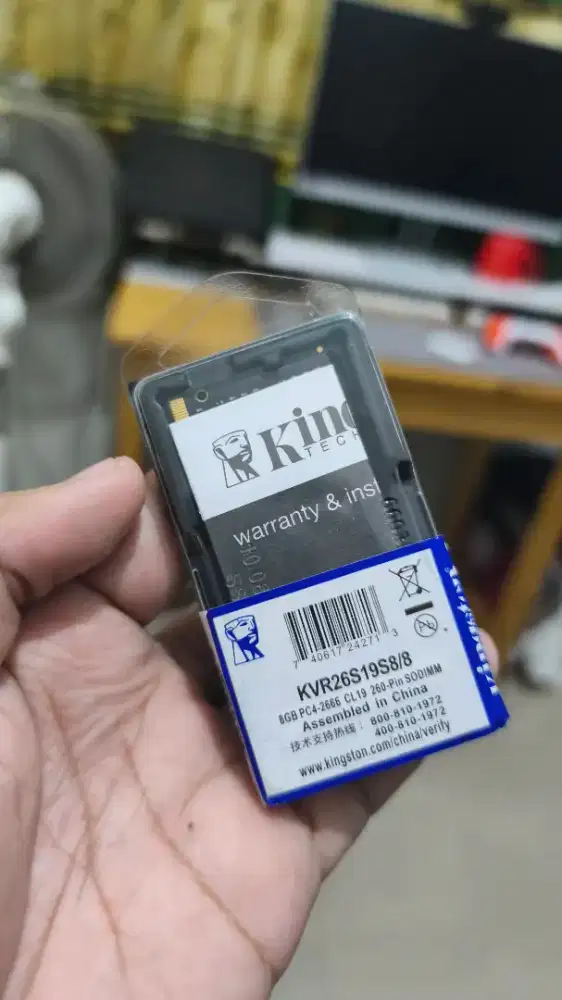 King
TECH
warranty & inst
7 40617 24271 3
KVR26S19S8/8
8GB PC4-2666 CL19 260-Pin SODIMM
Assembled in China
技术支持热线: 800-810-1972
400-810-1972
www.kingston.com/china/verify
Kingston